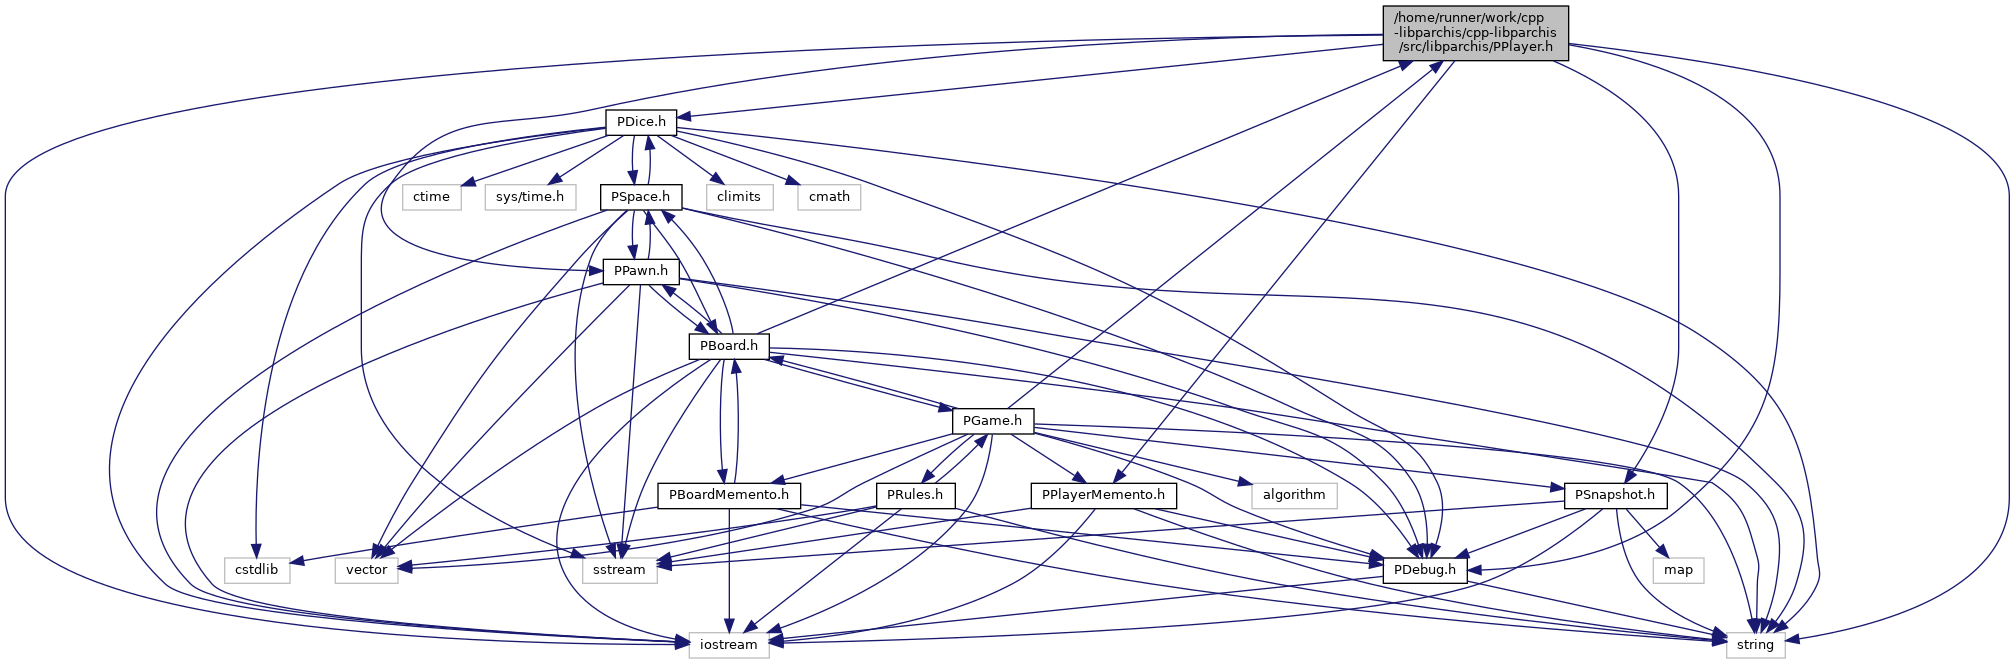 /home/runner/work/cpp
-libparchis/cpp-libparchis
/src/libparchis/PPlayer.h
PDice.h
ctime
sys/time.h
PSpace.h
climits
cmath
PPawn.h
PBoard.h
PGame.h
PBoardMemento.h
PRules.h
PPlayerMemento.h
algorithm
PSnapshot.h
cstdlib
vector
sstream
PDebug.h
map
iostream
string